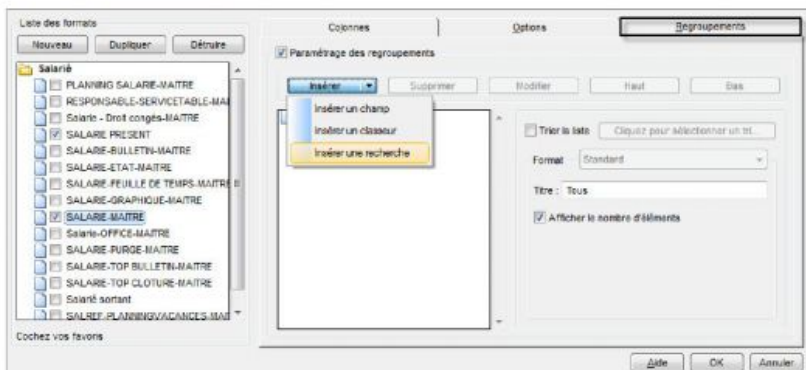 Liste des formats
Nouveau
Dupliquer
Détruire
Salarié
PLANNING SALARIE-MAITRE
RESPONSABLE-SERVICETABLE-MAI
Salarie - Droit congés-MAITRE
SALARIE PRESENT
SALARIE-BULLETIN-MAITRE
SALARIE-ETAT-MAITRE
SALARIE-FEUILLE DE TEMPS-MAITRE
SALARIE-GRAPHIQUE-MAITRE
SALARIE-MAITRE
Salarie-OFFICE-MAITRE
SALARIE-PURGE-MAITRE
SALARIE-TOP BULLETIN-MAITRE
SALARIE-TOP CLOTURE-MAITRE
Salarié sortant
SALREF-PLANNINGVACANCES-MAIT
Cochez vos favoris
Colonnes
Options
Regroupements
Paramétrage des regroupements
Insérer
Supprimer
Modifier
Haut
Bas
Insérer un champ
Insérer un classeur
Insérer une recherche
Trier la liste
Cliquez pour sélectionner un tri...
Format
Standard
Titre : Tous
Afficher le nombre d'éléments
Aide
OK
Annuler